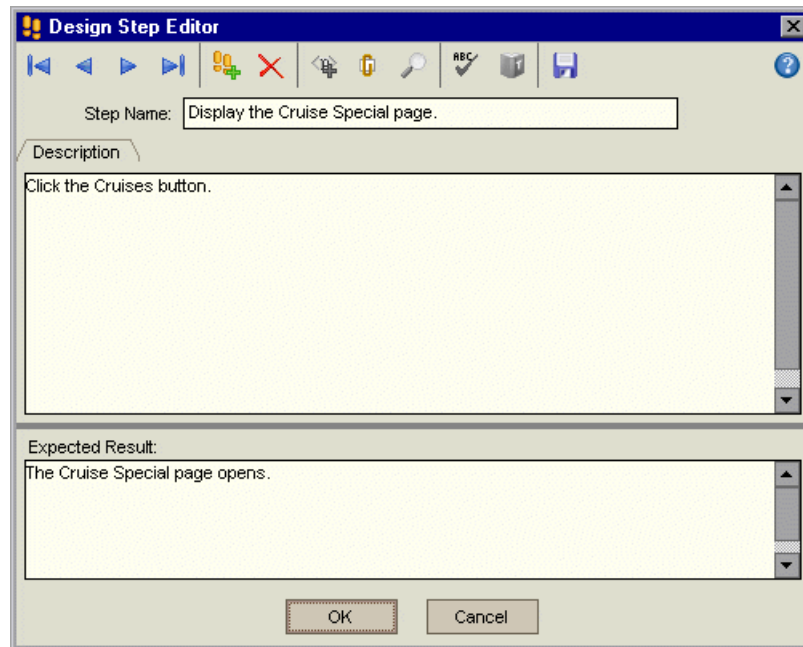 Design Step Editor
ABC
Step Name: Display the Cruise Special page.
Description
Click the Cruises button.
Expected Result:
The Cruise Special page opens.
OK Cancel